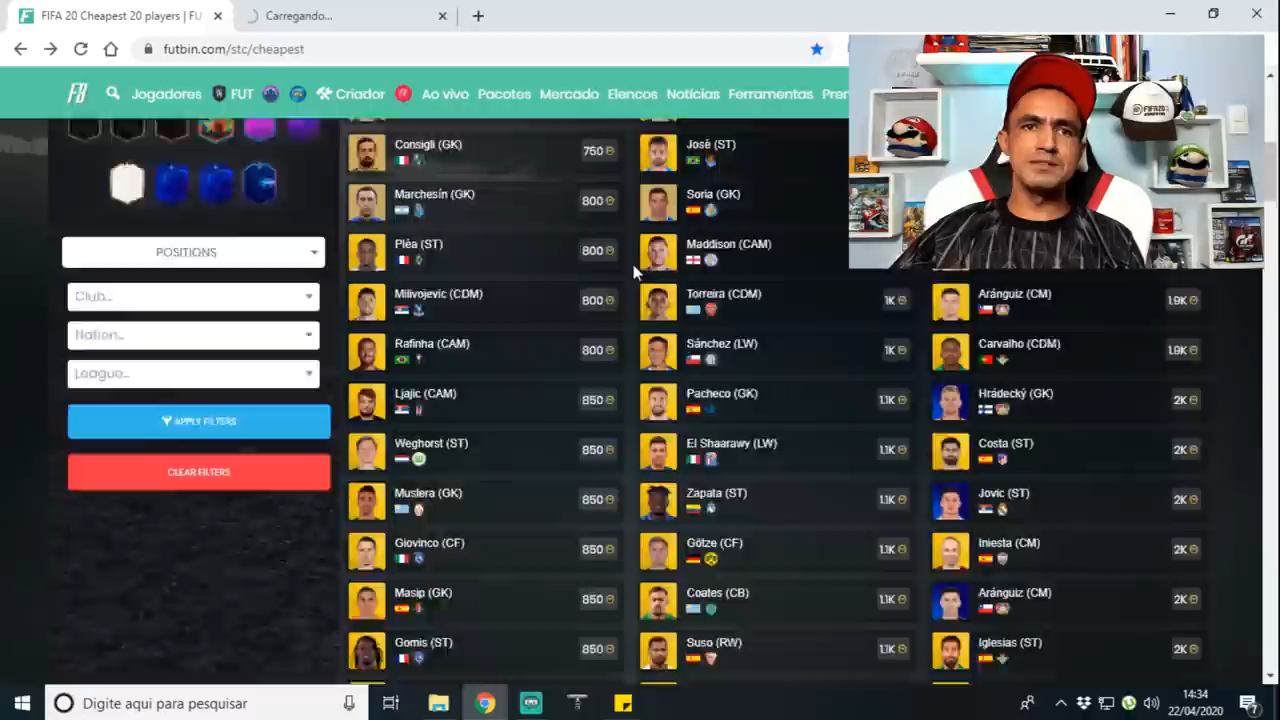 FIFA 20 Cheapest 20 players | FU
Carregando...
futbin.com/stc/cheapest
Jogadores
FUT
Criador
Ao vivo
Pacotes
Mercado
Elencos
Notícias
Ferramentas
Pren
POSITIONS
Club...
Nation...
League...
APPLY FILTERS
CLEAR FILTERS
Consigli (GK)
750
Marchesín (GK)
800
Pléa (ST)
800
Milivojevic (CDM)
800
Rafinha (CAM)
800
Ljajic (CAM)
850
Weghorst (ST)
850
Muslera (GK)
850
Giovinco (CF)
850
Masip (GK)
850
Gomis (ST)
850
José (ST)
Soria (GK)
Maddison (CAM)
Torreira (CDM)
1K
Sánchez (LW)
1K
Pacheco (GK)
1.1K
El Shaarawy (LW)
1.1K
Zapata (ST)
1.1K
Götze (CF)
1.1K
Coates (CB)
1.1K
Suso (RW)
1.1K
Aránguiz (CM)
1.9K
Carvalho (CDM)
1.9K
Hrádecký (GK)
2K
Costa (ST)
2K
Jovic (ST)
2K
Iniesta (CM)
2K
Aránguiz (CM)
2K
Iglesias (ST)
2K
FIFA 20
Digite aqui para pesquisar
14:34
22/04/2020
7